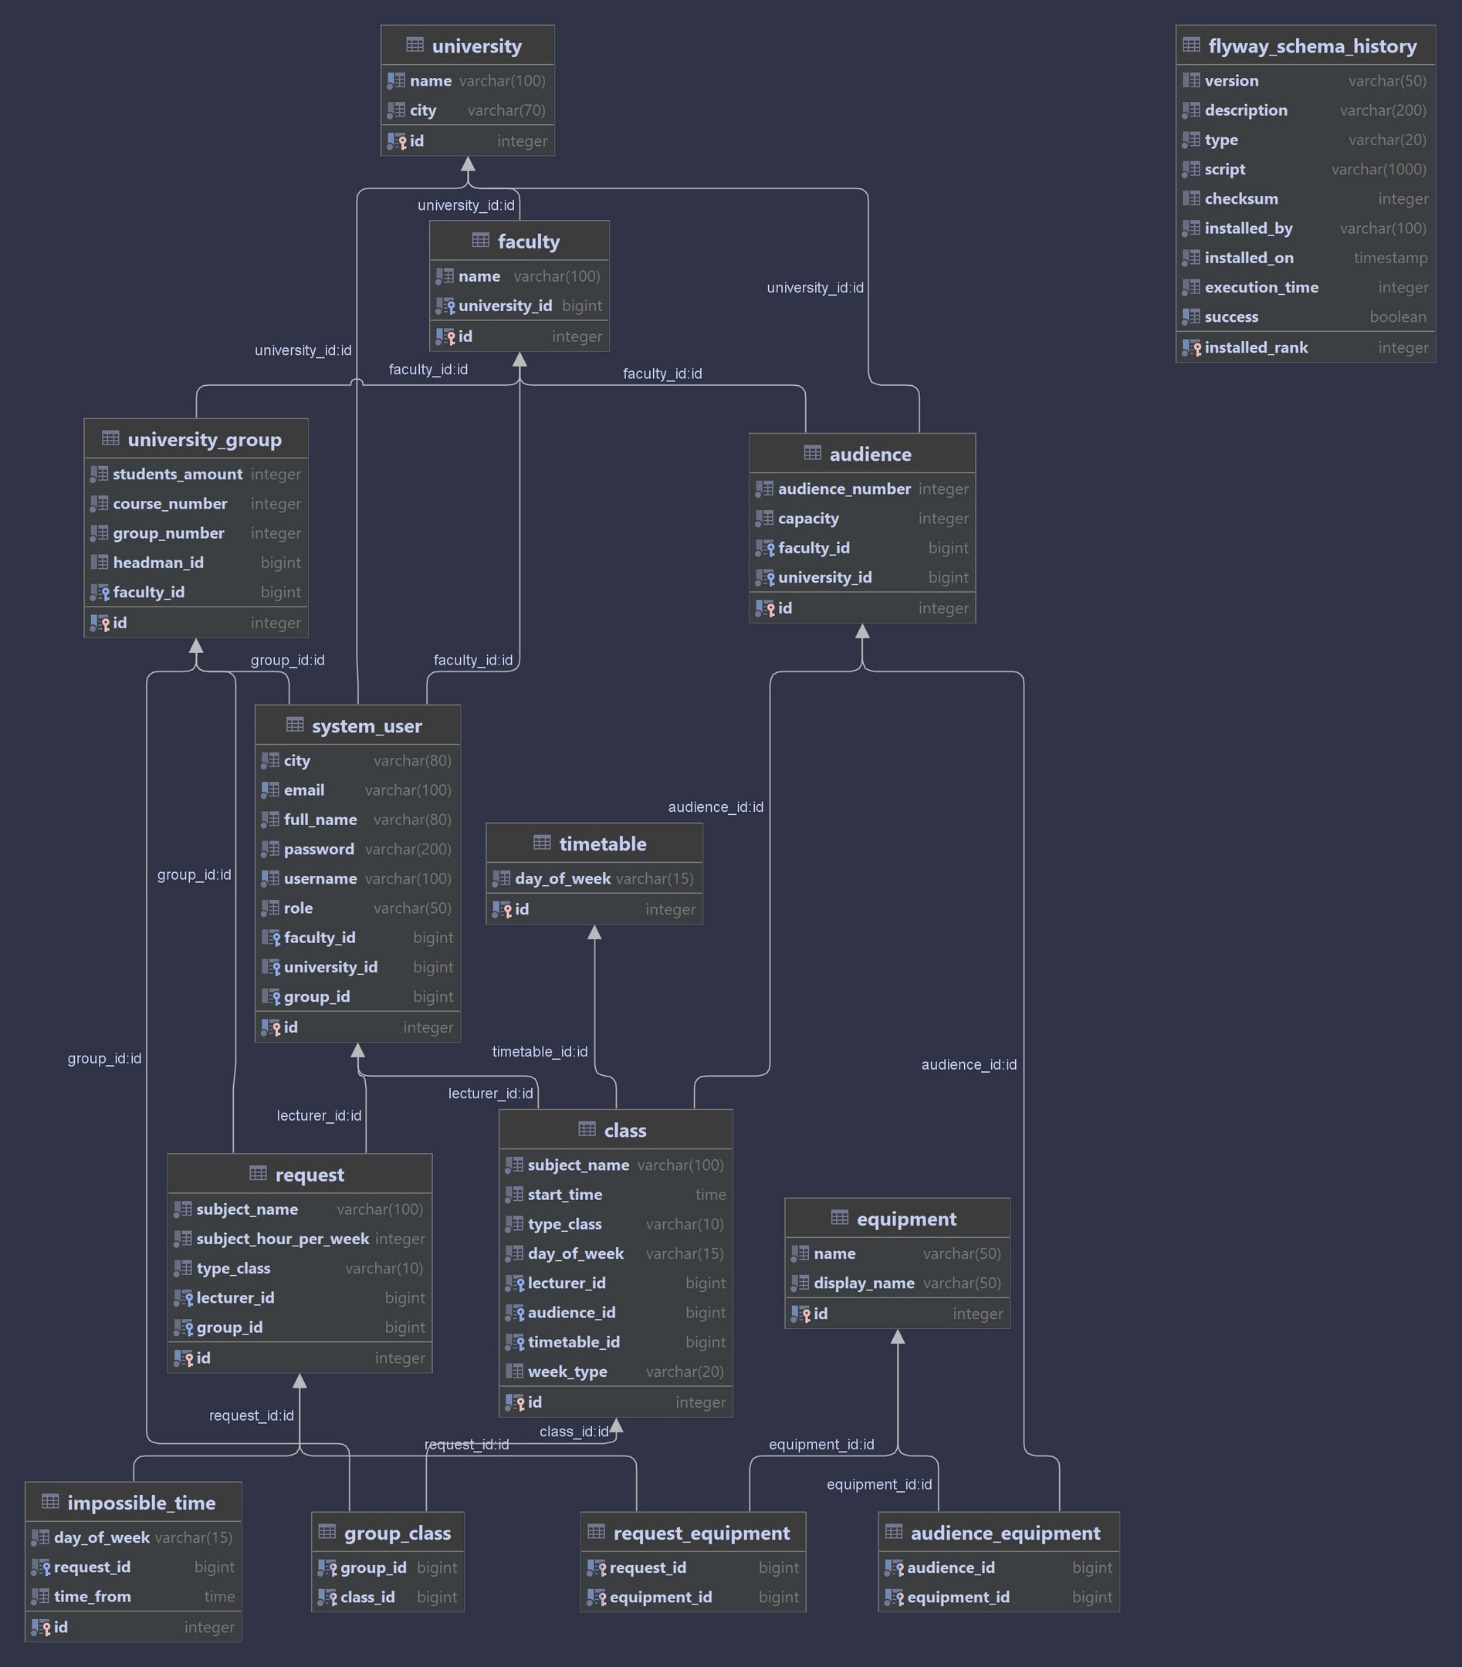 university
name varchar(100)
city varchar(70)
id integer
flyway_schema_history
version varchar(50)
description varchar(200)
type varchar(20)
script varchar(1000)
checksum integer
installed_by varchar(100)
installed_on timestamp
execution_time integer
success boolean
installed_rank integer
university_id:id
faculty
name varchar(100)
university_id bigint
id integer
university_id:id
university_id:id
faculty_id:id
faculty_id:id
university_group
students_amount integer
course_number integer
group_number integer
headman_id bigint
faculty_id bigint
id integer
audience
audience_number integer
capacity integer
faculty_id bigint
university_id bigint
id integer
group_id:id
faculty_id:id
system_user
city varchar(80)
email varchar(100)
full_name varchar(80)
password varchar(200)
username varchar(100)
role varchar(50)
faculty_id bigint
university_id bigint
group_id bigint
id integer
audience_id:id
timetable
day_of_week varchar(15)
id integer
group_id:id
group_id:id
timetable_id:id
audience_id:id
lecturer_id:id
lecturer_id:id
class
subject_name varchar(100)
start_time time
type_class varchar(10)
day_of_week varchar(15)
lecturer_id bigint
audience_id bigint
timetable_id bigint
week_type varchar(20)
id integer
request
subject_name varchar(100)
subject_hour_per_week integer
type_class varchar(10)
lecturer_id bigint
group_id bigint
id integer
equipment
name varchar(50)
display_name varchar(50)
id integer
request_id:id
class_id:id
request_id:id
equipment_id:id
equipment_id:id
impossible_time
day_of_week varchar(15)
request_id bigint
time_from time
id integer
group_class
group_id bigint
class_id bigint
request_equipment
request_id bigint
equipment_id bigint
audience_equipment
audience_id bigint
equipment_id bigint